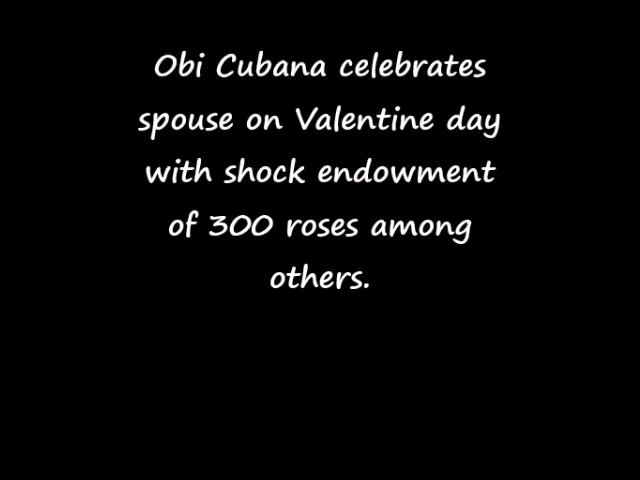 Obi Cubana celebrates
spouse on Valentine day
with shock endowment
of 300 roses among
others.